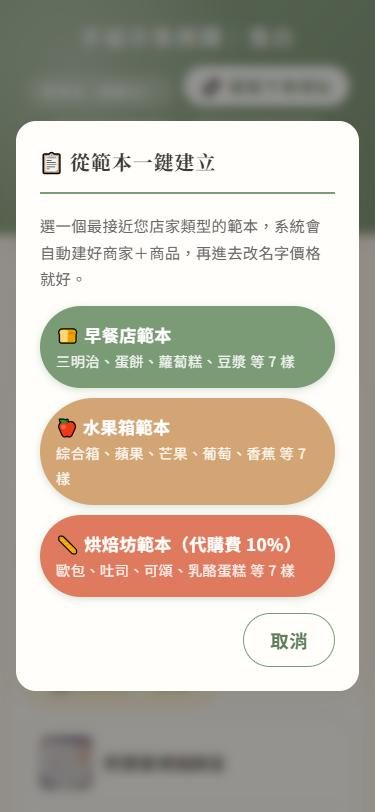 📋 從範本一鍵建立
選一個最接近您店家類型的範本，系統會
自動建好商家＋商品，再進去改名字價格
就好。
🍞 早餐店範本
三明治、蛋餅、蘿蔔糕、豆漿 等 7 樣
🍎 水果箱範本
綜合箱、蘋果、芒果、葡萄、香蕉 等 7
樣
🥖 烘焙坊範本（代購費 10%）
歐包、吐司、可頌、乳酪蛋糕 等 7 樣
取消